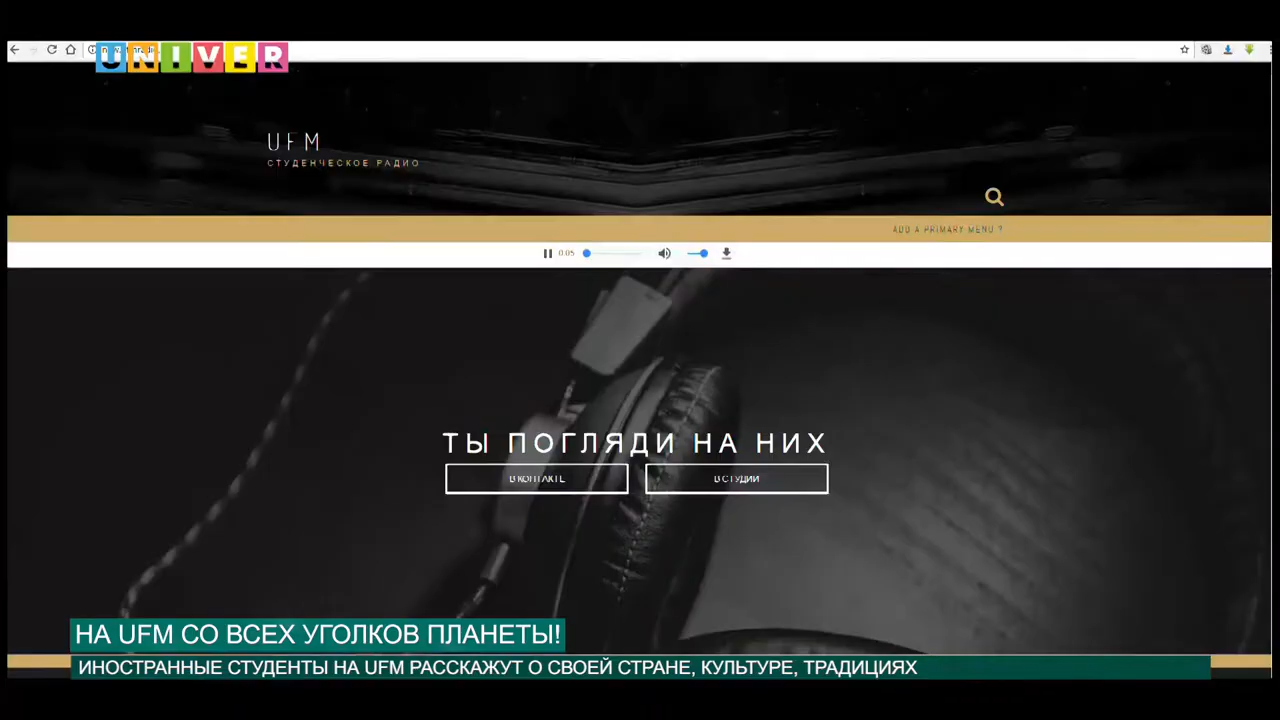 UNIVER
UFM
СТУДЕНЧЕСКОЕ РАДИО
ADD A PRIMARY MENU ?
0:05
ТЫ ПОГЛЯДИ НА НИХ
В КОНТАКТЕ
В СТУДИИ
НА UFM СО ВСЕХ УГОЛКОВ ПЛАНЕТЫ!
ИНОСТРАННЫЕ СТУДЕНТЫ НА UFM РАССКАЖУТ О СВОЕЙ СТРАНЕ, КУЛЬТУРЕ, ТРАДИЦИЯХ